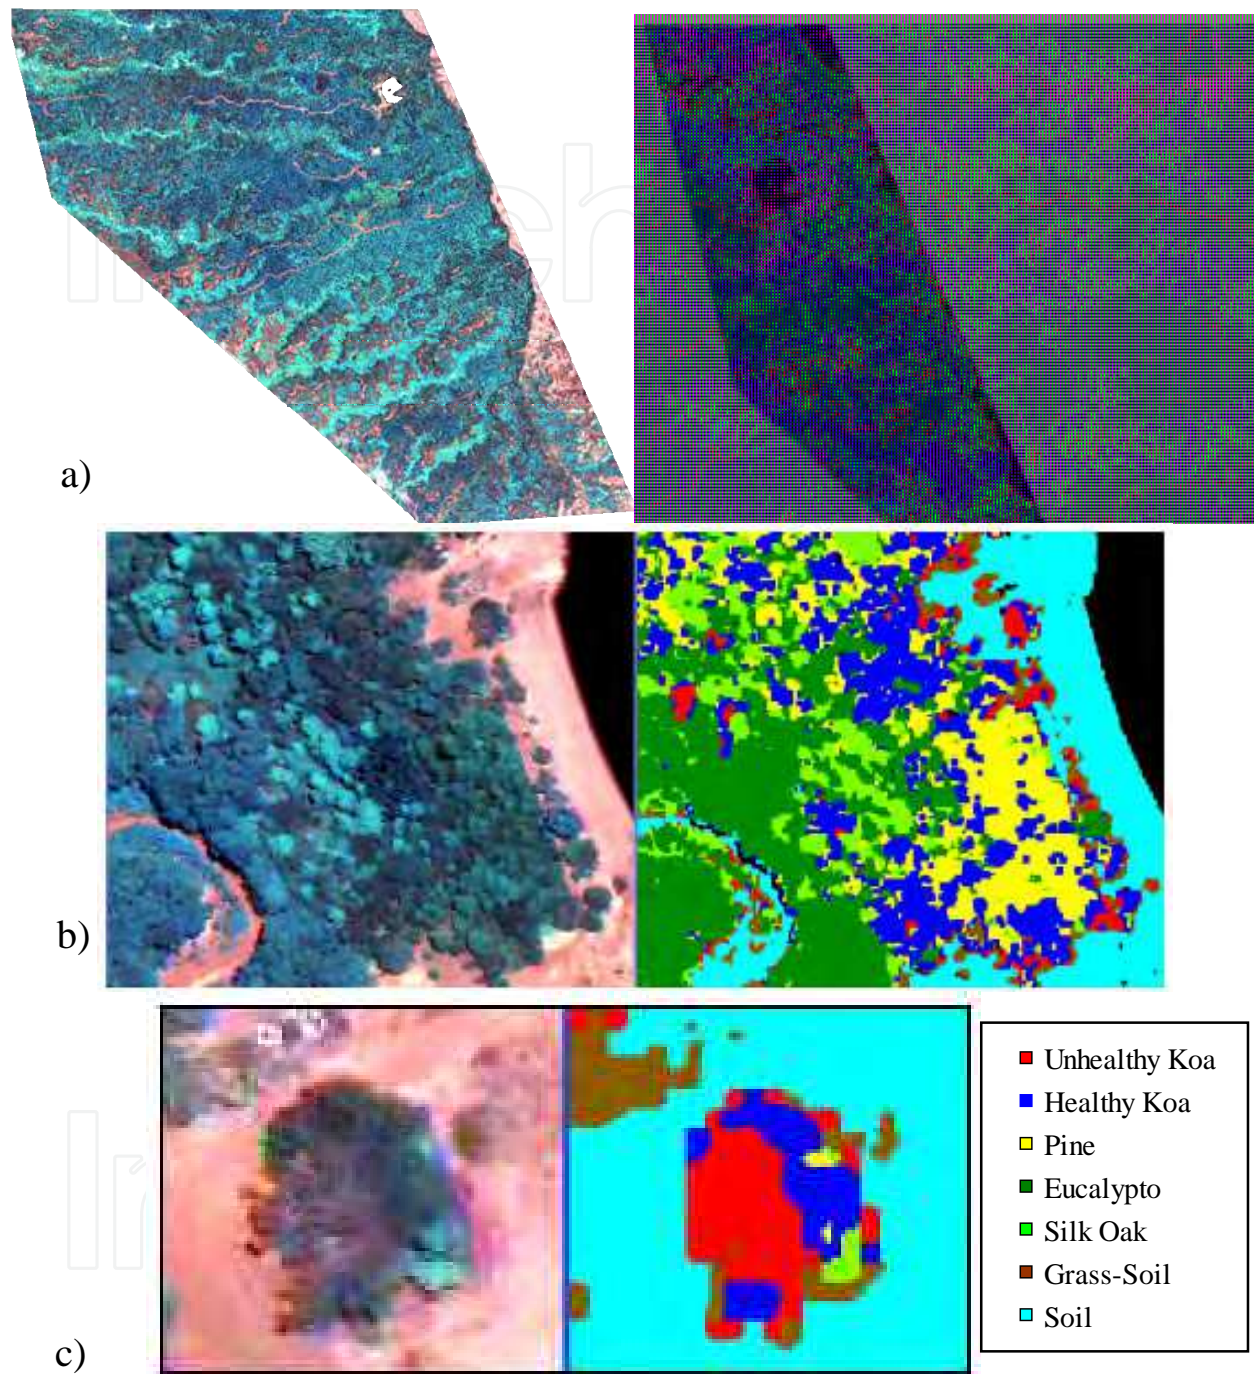 a)
b)
Unhealthy Koa
Healthy Koa
Pine
Eucalypto
Silk Oak
Grass-Soil
Soil
c)